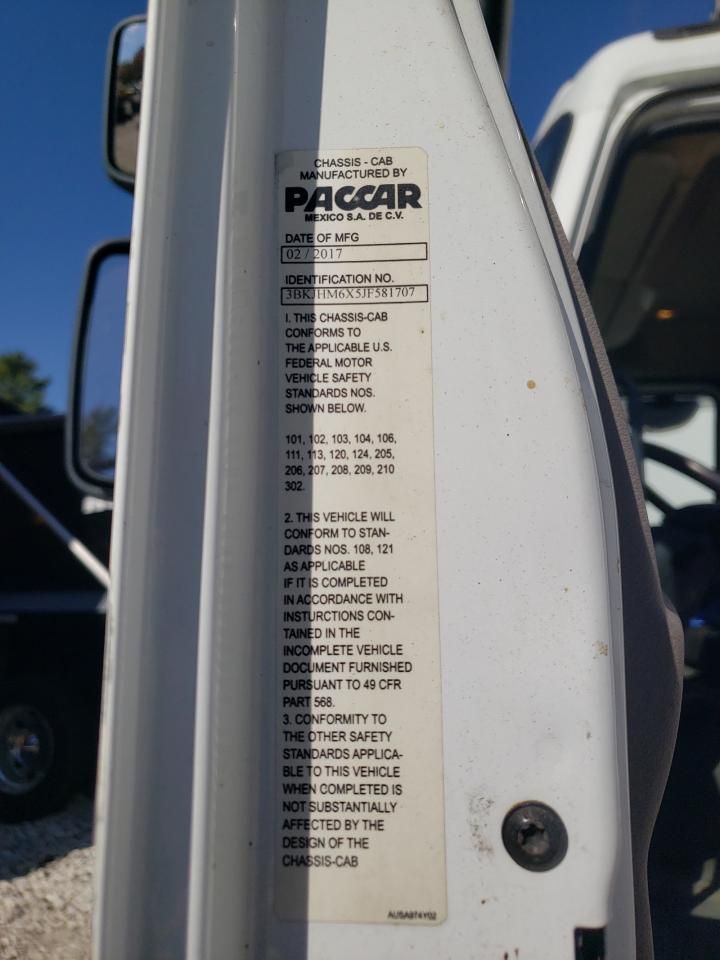 CHASSIS - CAB
MANUFACTURED BY
PACCAR
MEXICO S.A. DE C.V.
DATE OF MFG
02 / 2017
IDENTIFICATION NO.
3BKJHM6X5JF581707
I. THIS CHASSIS-CAB
CONFORMS TO
THE APPLICABLE U.S.
FEDERAL MOTOR
VEHICLE SAFETY
STANDARDS NOS.
SHOWN BELOW.
101, 102, 103, 104, 106,
111, 113, 120, 124, 205,
206, 207, 208, 209, 210
302.
2. THIS VEHICLE WILL
CONFORM TO STAN-
DARDS NOS. 108, 121
AS APPLICABLE
IF IT IS COMPLETED
IN ACCORDANCE WITH
INSTURCTIONS CON-
TAINED IN THE
INCOMPLETE VEHICLE
DOCUMENT FURNISHED
PURSUANT TO 49 CFR
PART 568.
3. CONFORMITY TO
THE OTHER SAFETY
STANDARDS APPLICA-
BLE TO THIS VEHICLE
WHEN COMPLETED IS
NOT SUBSTANTIALLY
AFFECTED BY THE
DESIGN OF THE
CHASSIS-CAB
AUSA974Y02